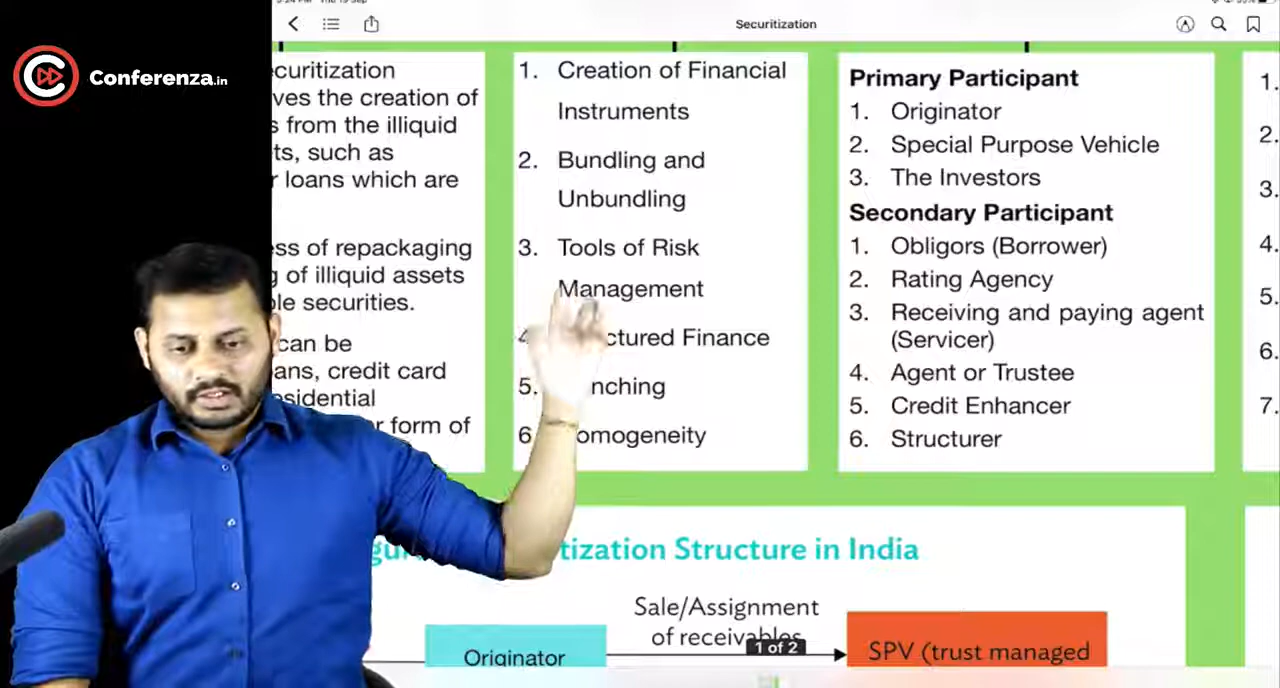 Conferenza.in
Securitization
curitization
ves the creation of
s from the illiquid
ts, such as
r loans which are
ss of repackaging
g of illiquid assets
le securities.
can be
ans, credit card
esidential
r form of
1. Creation of Financial
Instruments
2. Bundling and
Unbundling
3. Tools of Risk
Management
4. ctured Finance
5. nching
6 omogeneity
Primary Participant
1. Originator
2. Special Purpose Vehicle
3. The Investors
Secondary Participant
1. Obligors (Borrower)
2. Rating Agency
3. Receiving and paying agent
(Servicer)
4. Agent or Trustee
5. Credit Enhancer
6. Structurer
1.
2.
3.
4.
5.
6.
7.
tization Structure in India
Originator
Sale/Assignment
of receivables
1 of 2
SPV (trust managed